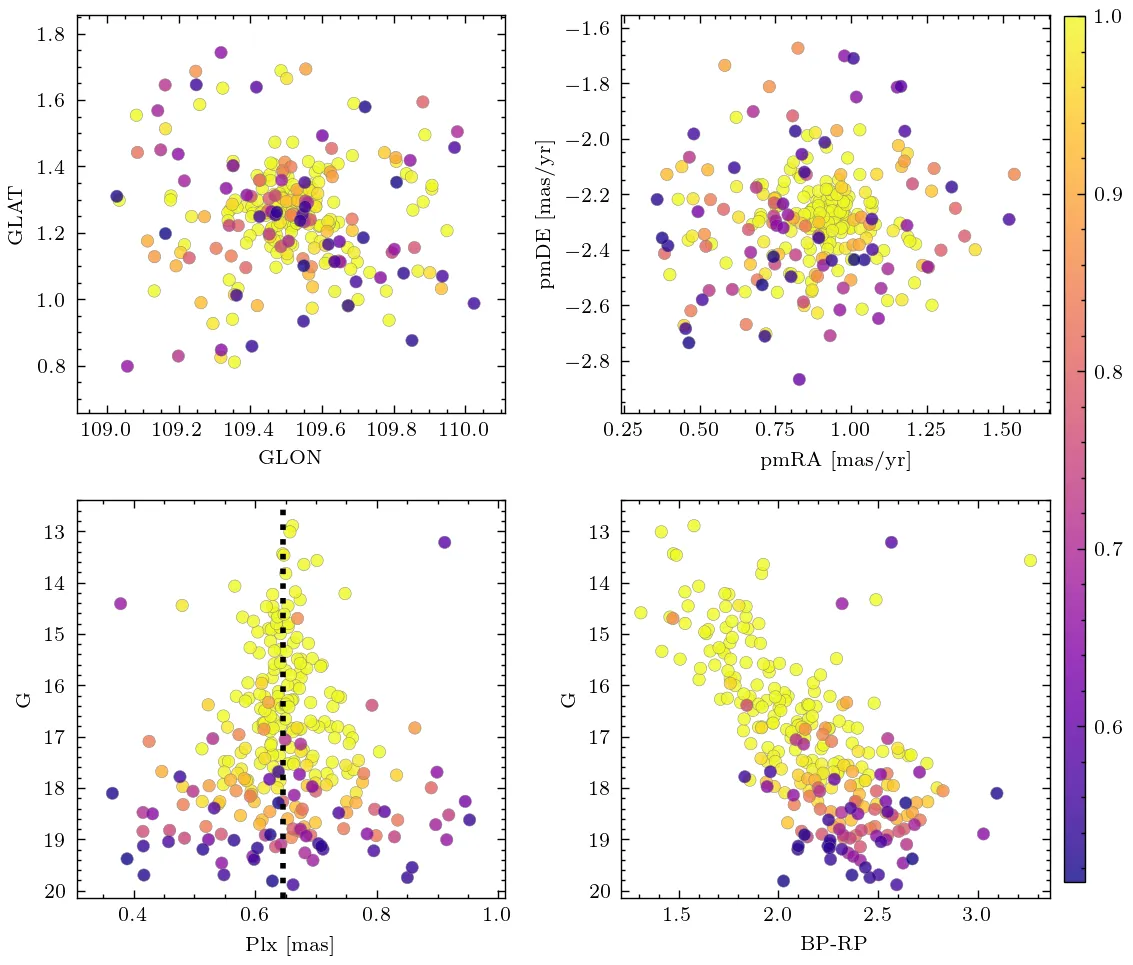 1.8
1.6
1.4
1.2
1.0
0.8
GLAT
109.0 109.2 109.4 109.6 109.8 110.0
GLON
−1.6
−1.8
−2.0
−2.2
−2.4
−2.6
−2.8
pmDE [mas/yr]
0.25 0.50 0.75 1.00 1.25 1.50
pmRA [mas/yr]
1.0
0.9
0.8
0.7
0.6
13
14
15
16
17
18
19
20
G
0.4 0.6 0.8 1.0
Plx [mas]
13
14
15
16
17
18
19
20
G
1.5 2.0 2.5 3.0
BP-RP